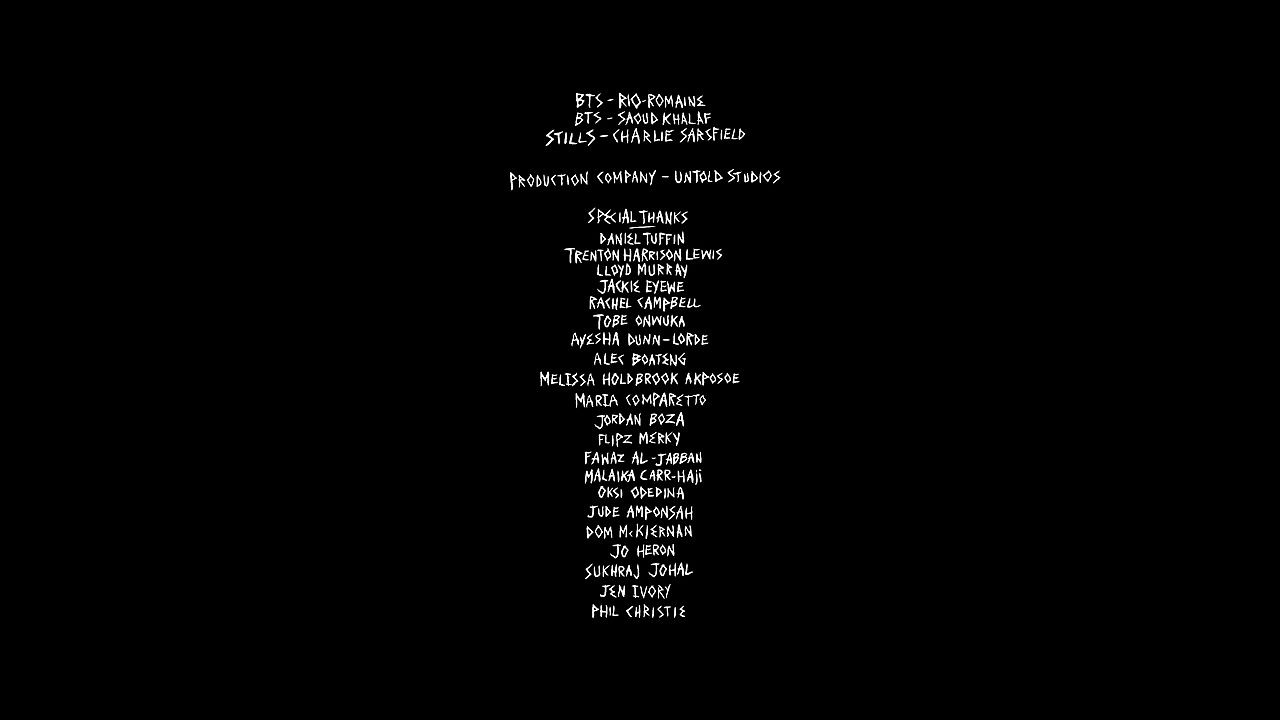 BTS - RIO-ROMAINE
BTS - SAOUD KHALAF
STILLS - CHARLIE SARSFIELD
PRODUCTION COMPANY - UNTOLD STUDIOS
SPECIAL THANKS
DANIEL TUFFIN
TRENTON HARRISON LEWIS
LLOYD MURRAY
JACKIE EYEWE
RACHEL CAMPBELL
TOBE ONWUKA
AYESHA DUNN-LORDE
ALEC BOATENG
MELISSA HOLDBROOK AKPOSOE
MARIA COMPARETTO
JORDAN BOZA
FLIPZ MERKY
FAWAZ AL-JABBAN
MALAIKA CARR-HAJI
OKSI ODEDINA
JUDE AMPONSAH
DOM McKIERNAN
JO HERON
SUKHRAJ JOHAL
JEN IVORY
PHIL CHRISTIE